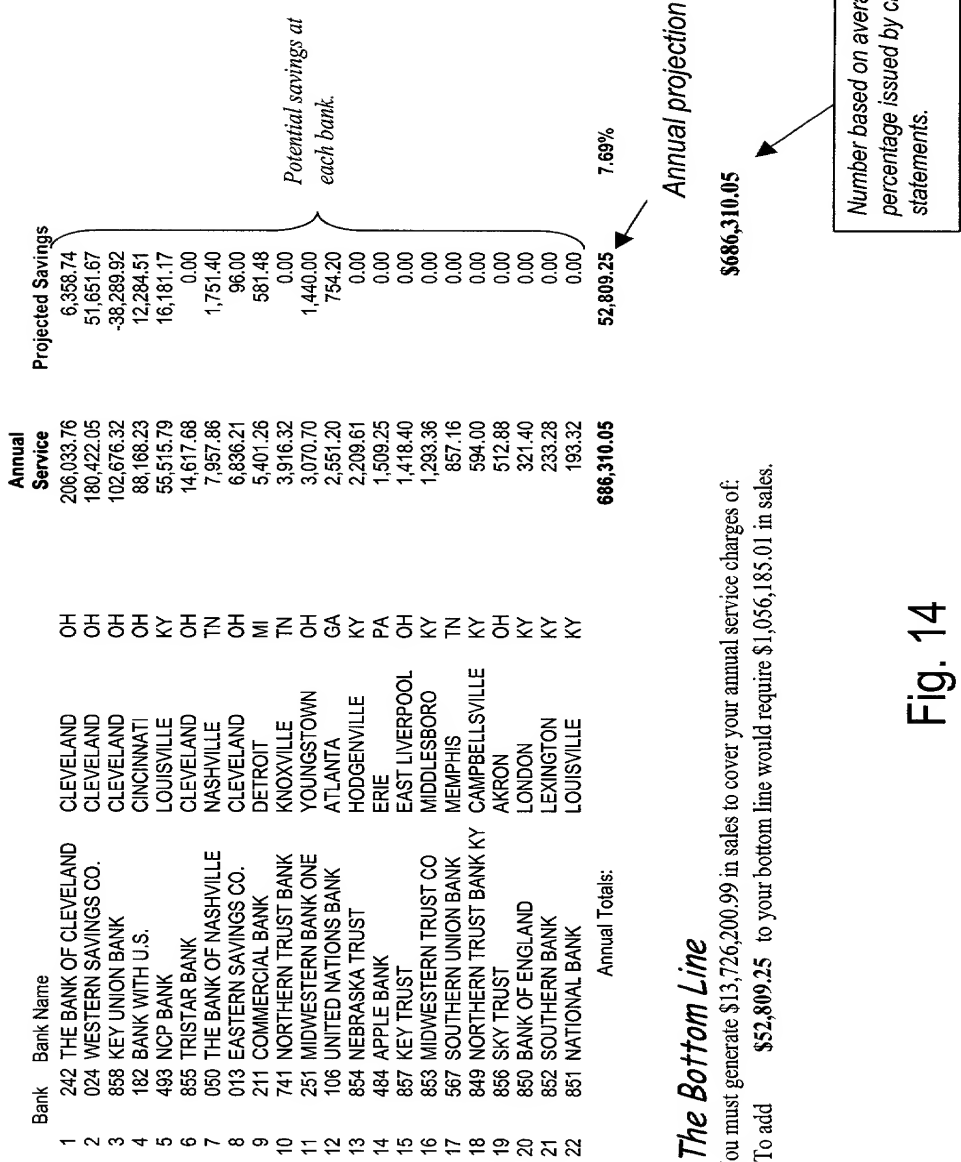 Annual
Bank Bank Name Service Projected Savings
1 242 THE BANK OF CLEVELAND CLEVELAND OH 206,033.76 6,358.74
2 024 WESTERN SAVINGS CO. CLEVELAND OH 180,422.05 51,651.67
3 858 KEY UNION BANK CLEVELAND OH 102,676.32 -38,289.92
4 182 BANK WITH U.S. CINCINNATI OH 88,168.23 12,284.51
5 493 NCP BANK LOUISVILLE KY 55,515.79 16,181.17
6 855 TRISTAR BANK CLEVELAND OH 14,617.68 0.00
7 050 THE BANK OF NASHVILLE NASHVILLE TN 7,957.86 1,751.40
8 013 EASTERN SAVINGS CO. CLEVELAND OH 6,836.21 96.00
9 211 COMMERCIAL BANK DETROIT MI 5,401.26 581.48
10 741 NORTHERN TRUST BANK KNOXVILLE TN 3,916.32 0.00
11 251 MIDWESTERN BANK ONE YOUNGSTOWN OH 3,070.70 1,440.00
12 106 UNITED NATIONS BANK ATLANTA GA 2,551.20 754.20
13 854 NEBRASKA TRUST HODGENVILLE KY 2,209.61 0.00
14 484 APPLE BANK ERIE PA 1,509.25 0.00
15 857 KEY TRUST EAST LIVERPOOL OH 1,418.40 0.00
16 853 MIDWESTERN TRUST CO MIDDLESBORO KY 1,293.36 0.00
17 567 SOUTHERN UNION BANK MEMPHIS TN 857.16 0.00
18 849 NORTHERN TRUST BANK KY CAMPBELLSVILLE KY 594.00 0.00
19 856 SKY TRUST AKRON OH 512.88 0.00
20 850 BANK OF ENGLAND LONDON KY 321.40 0.00
21 852 SOUTHERN BANK LEXINGTON KY 233.28 0.00
22 851 NATIONAL BANK LOUISVILLE KY 193.32 0.00
Potential savings at
each bank.
Annual Totals: 686,310.05 52,809.25 7.69%
Annual projection
The Bottom Line
must generate $13,726,200.99 in sales to cover your annual service charges of: $686,310.05
To add $52,809.25 to your bottom line would require $1,056,185.01 in sales.
Number based on
percentage issued by
statements.
Fig. 14